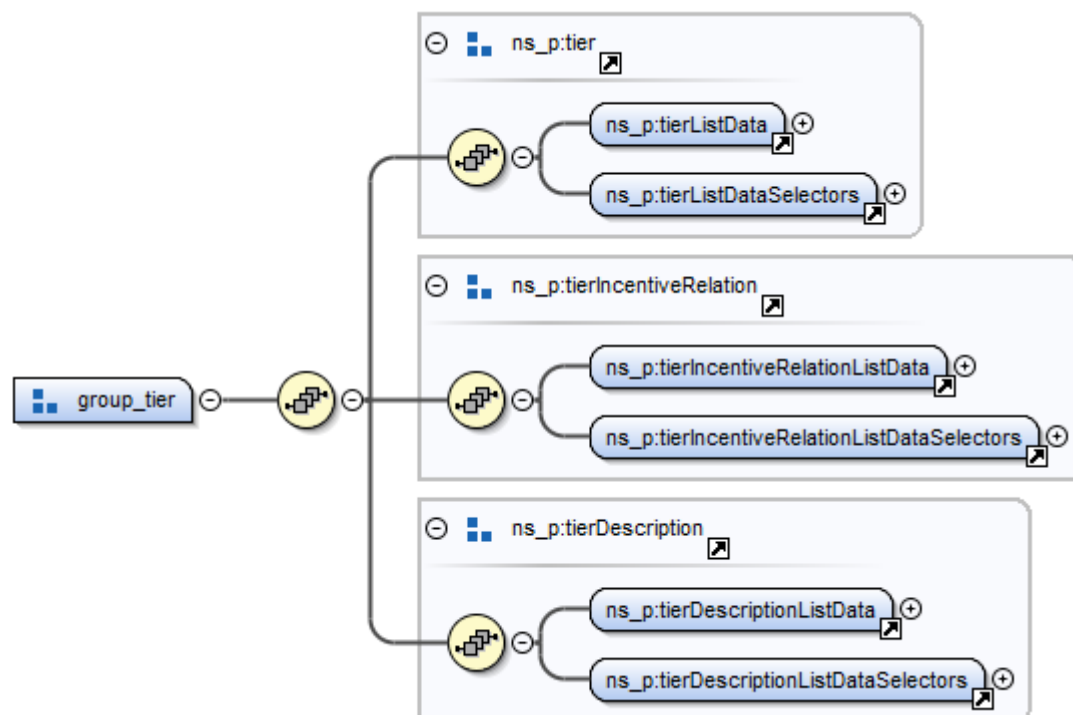 ns_p:tier
ns_p:tierListData
ns_p:tierListDataSelectors
ns_p:tierIncentiveRelation
ns_p:tierIncentiveRelationListData
group_tier
ns_p:tierIncentiveRelationListDataSelectors
ns_p:tierDescription
ns_p:tierDescriptionListData
ns_p:tierDescriptionListDataSelectors